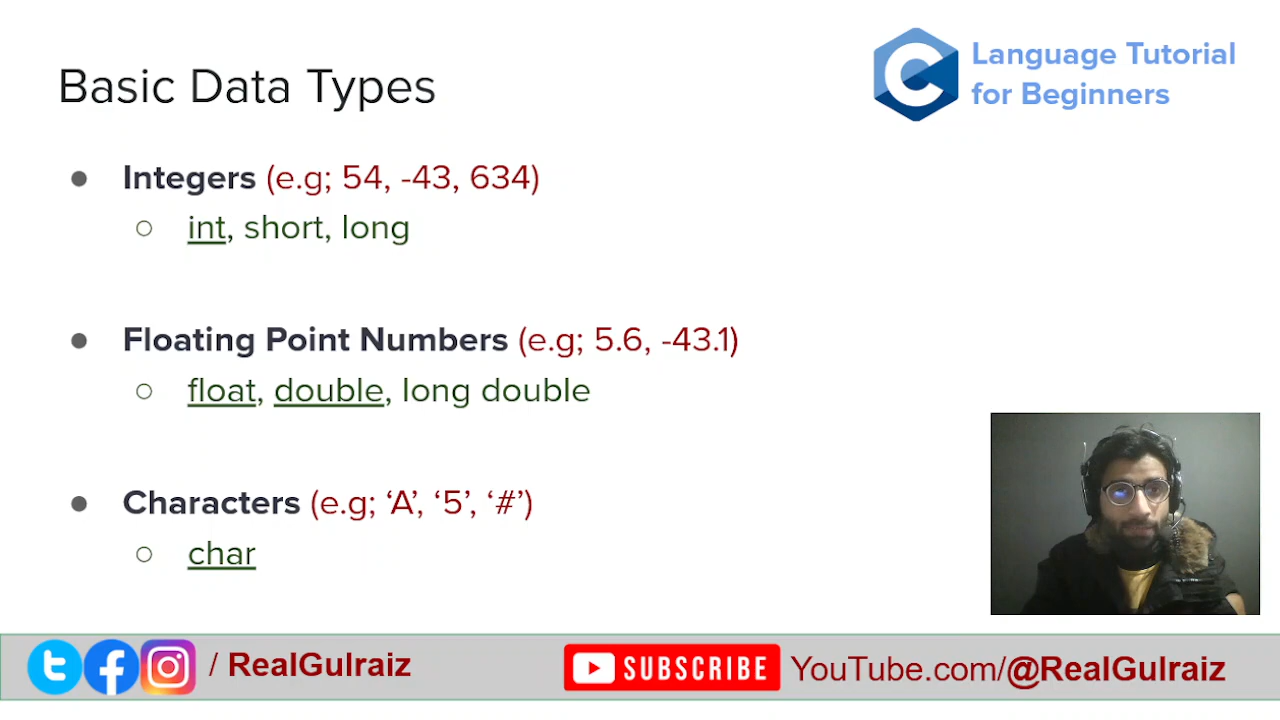 Basic Data Types
C Language Tutorial
for Beginners
● Integers (e.g; 54, -43, 634)
○ int, short, long
● Floating Point Numbers (e.g; 5.6, -43.1)
○ float, double, long double
● Characters (e.g; ‘A’, ‘5’, ‘#’)
○ char
/ RealGulraiz
SUBSCRIBE
YouTube.com/@RealGulraiz